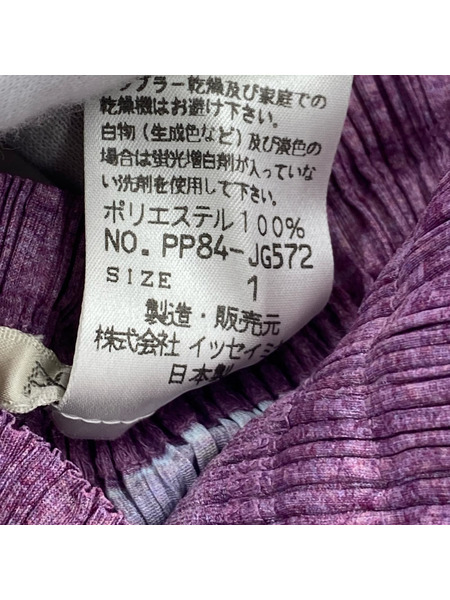 ブラー乾燥及び家庭での
乾燥機はお避け下さい。
白物（生成色など）及び淡色の
場合は蛍光増白剤が入っていな
い洗剤を使用して下さい。
ポリエステル100%
NO. PP84-JG572
SIZE 1
製造・販売元
株式会社 イッセイミ
日本製